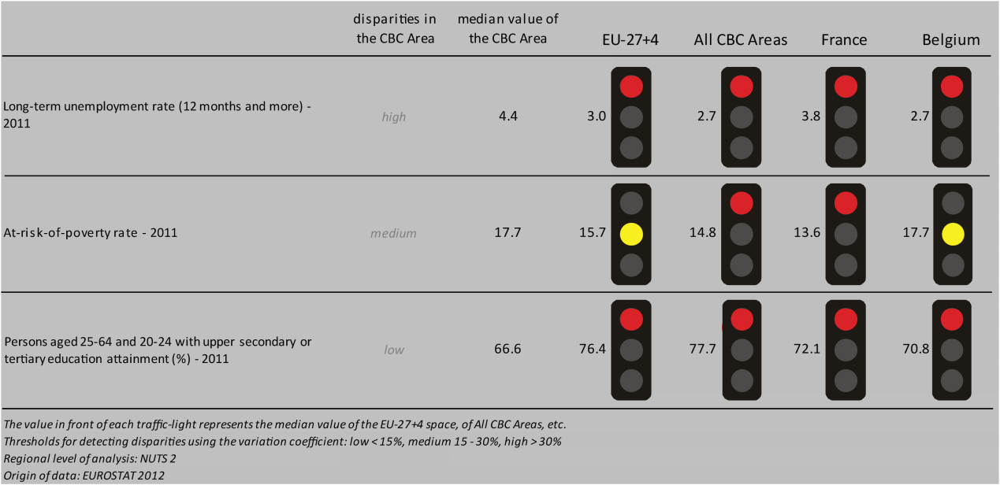 disparities in
the CBC Area
median value of
the CBC Area
EU-27+4
All CBC Areas
France
Belgium
Long-term unemployment rate (12 months and more) -
2011
high
4.4
3.0
2.7
3.8
2.7
At-risk-of-poverty rate - 2011
medium
17.7
15.7
14.8
13.6
17.7
Persons aged 25-64 and 20-24 with upper secondary or
tertiary education attainment (%) - 2011
low
66.6
76.4
77.7
72.1
70.8
The value in front of each traffic-light represents the median value of the EU-27+4 space, of All CBC Areas, etc.
Thresholds for detecting disparities using the variation coefficient: low < 15%, medium 15 - 30%, high > 30%
Regional level of analysis: NUTS 2
Origin of data: EUROSTAT 2012